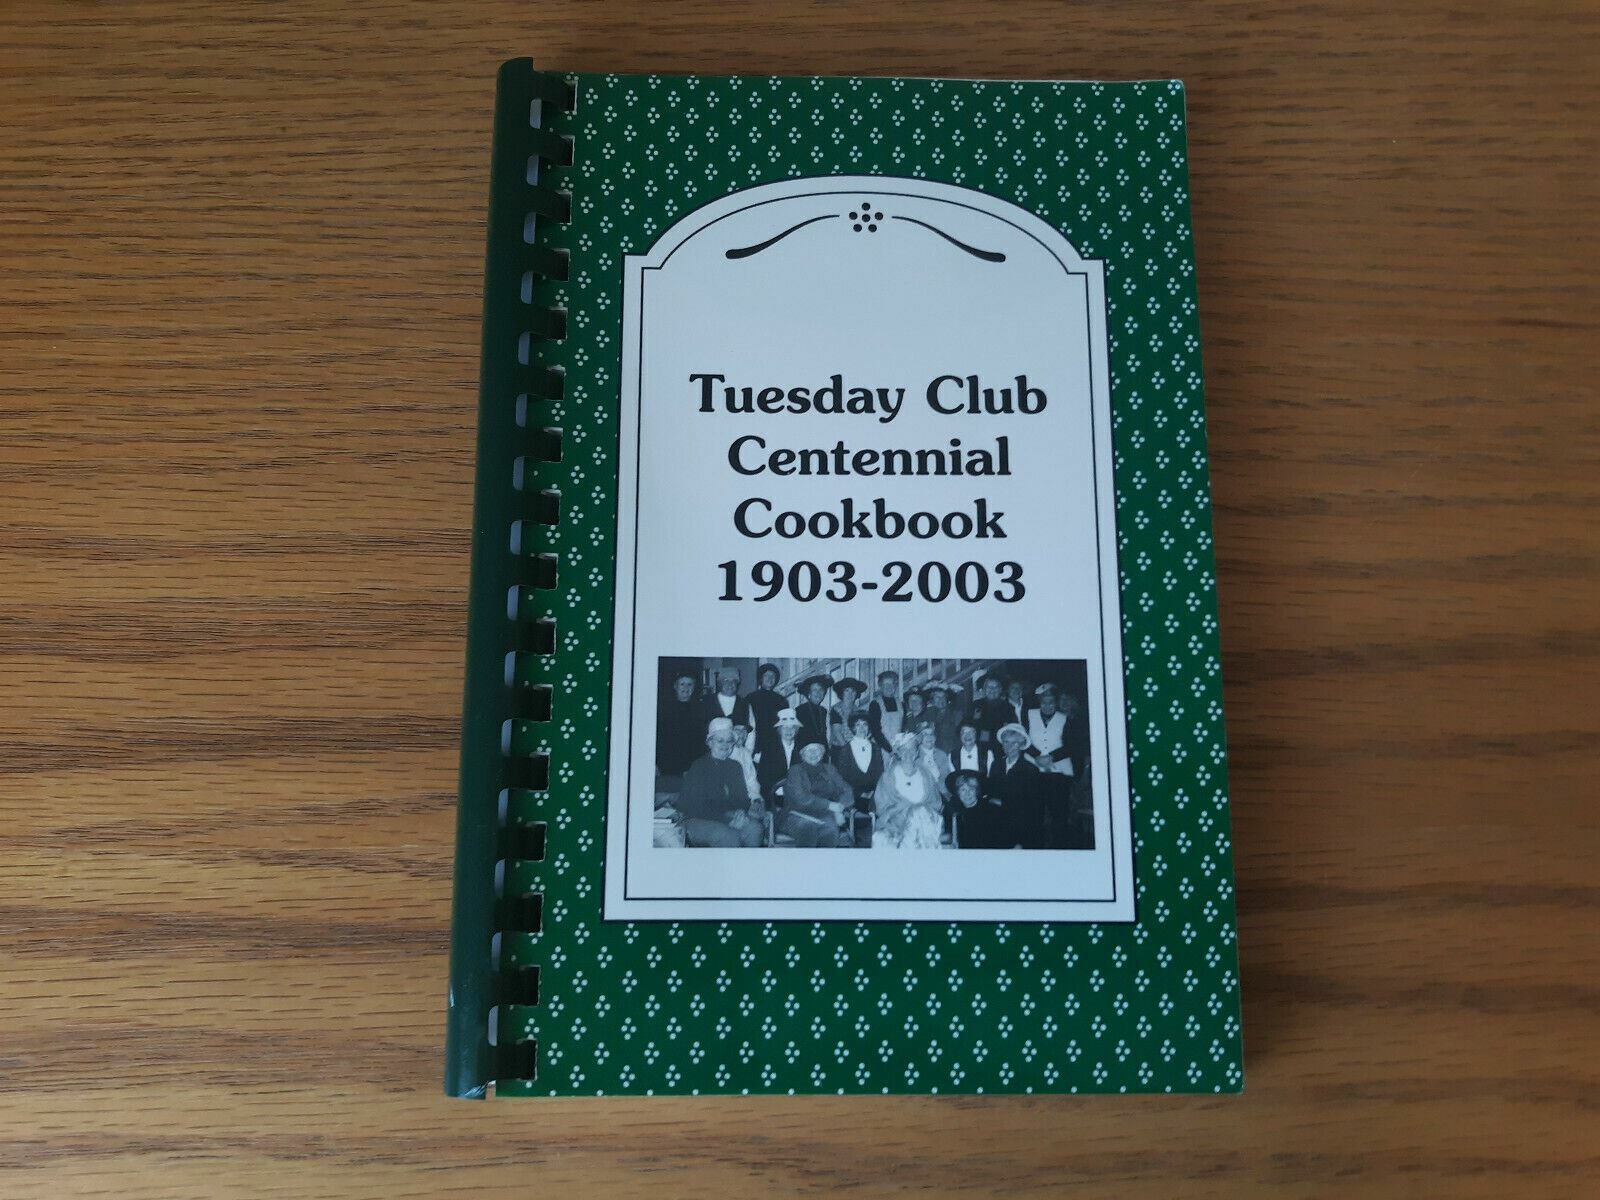 Tuesday Club
Centennial
Cookbook
1903-2003